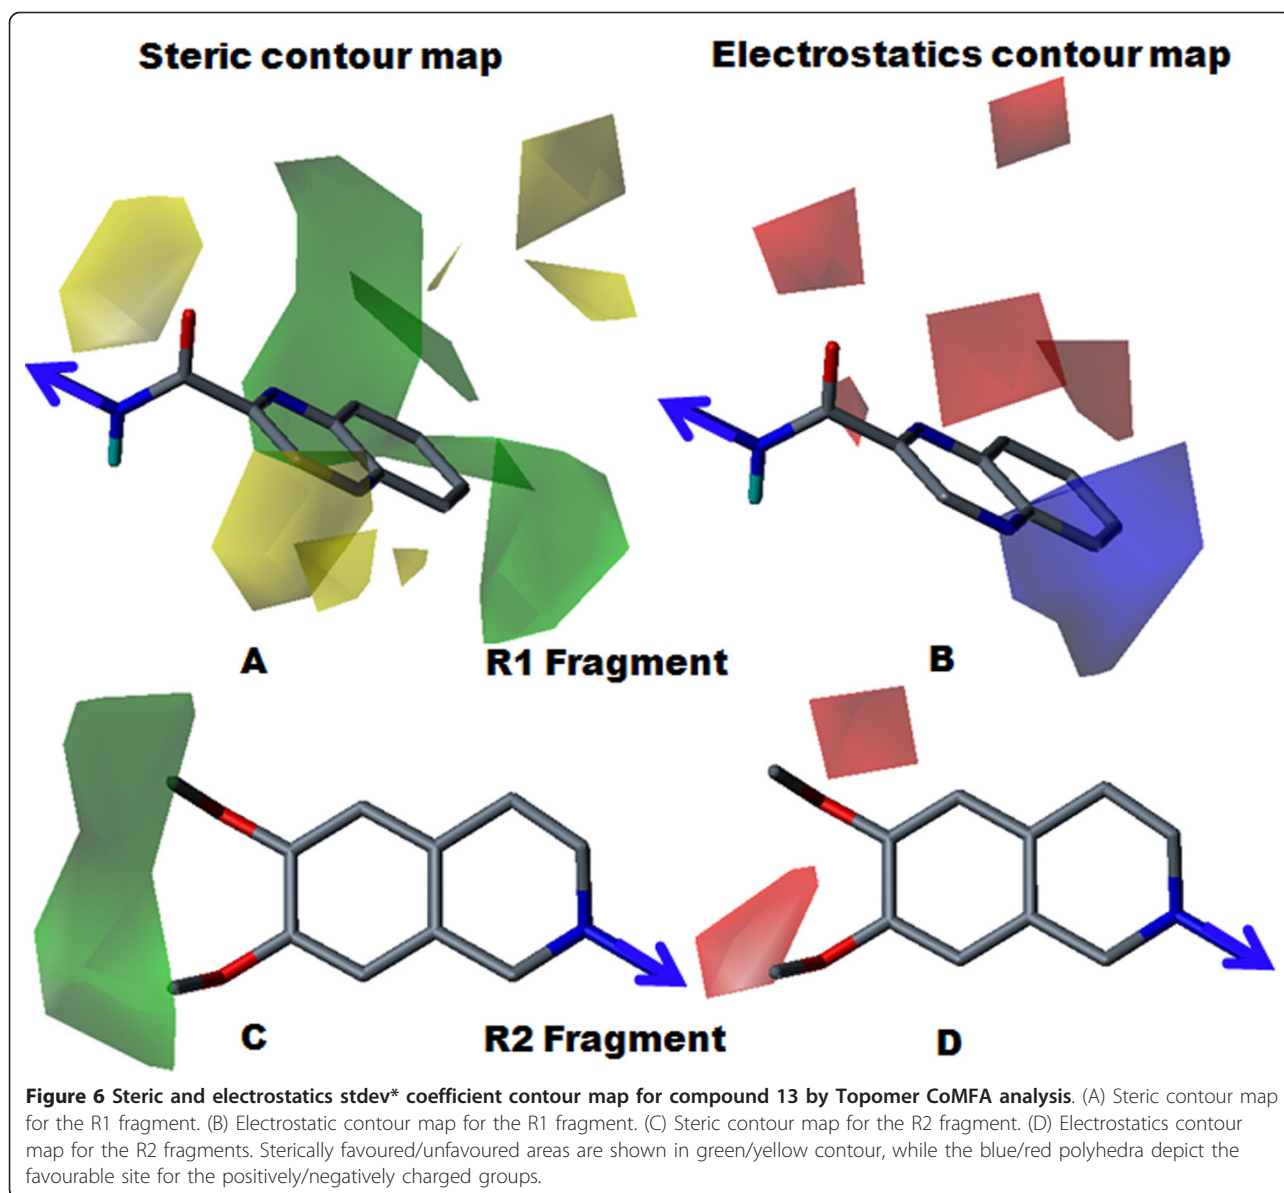 Steric contour map
Electrostatics contour map
A
R1 Fragment
B
C
R2 Fragment
D
Figure 6 Steric and electrostatics stdev* coefficient contour map for compound 13 by Topomer CoMFA analysis. (A) Steric contour map
for the R1 fragment. (B) Electrostatic contour map for the R1 fragment. (C) Steric contour map for the R2 fragment. (D) Electrostatics contour
map for the R2 fragments. Sterically favoured/unfavoured areas are shown in green/yellow contour, while the blue/red polyhedra depict the
favourable site for the positively/negatively charged groups.